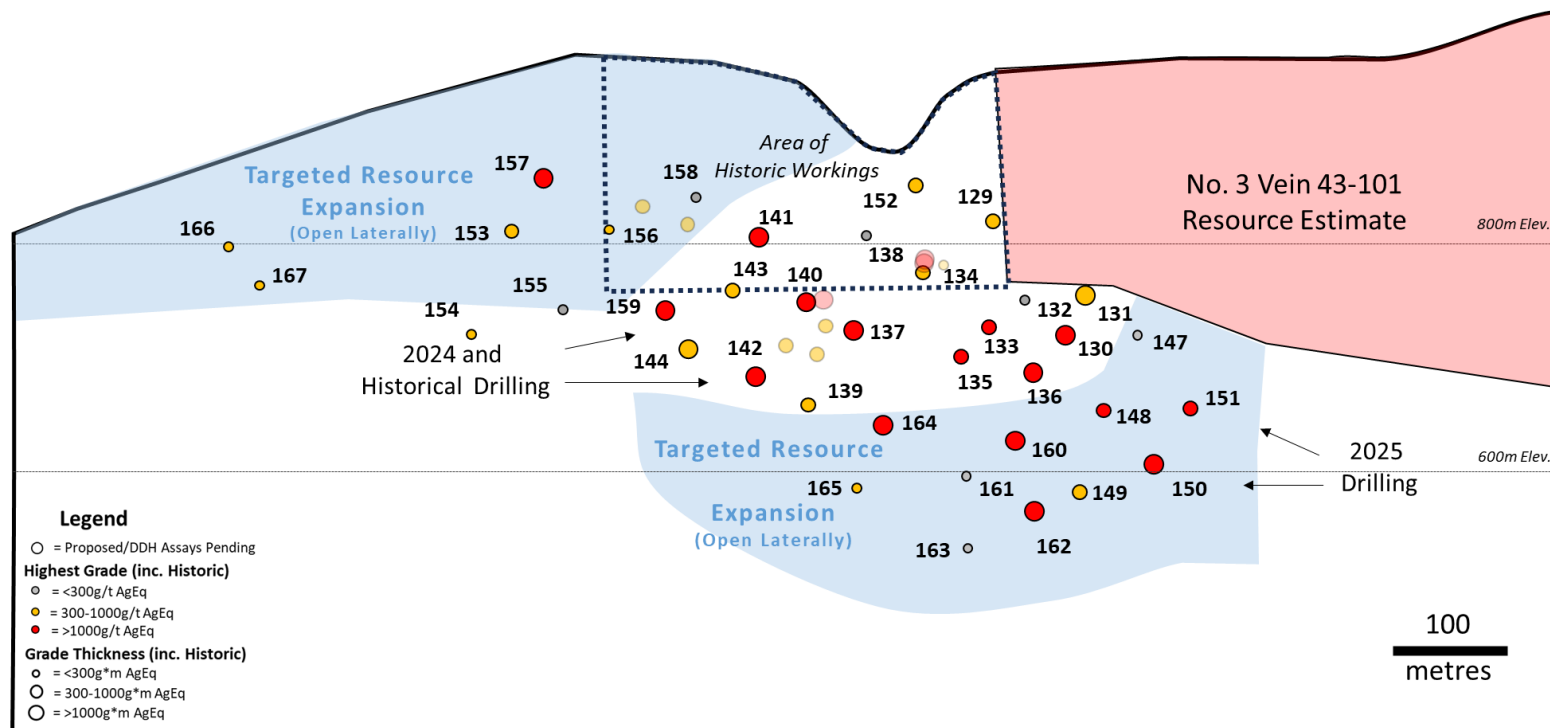 Area of
Historic Workings
157
158
Targeted Resource
Expansion
(Open Laterally)
No. 3 Vein 43-101
Resource Estimate
152
129
166
153
156
141
800m Elev.
138
134
167
155
143
140
154
159
132
131
147
137
133
130
2024 and
Historical Drilling
144
142
135
136
139
148
151
164
Targeted Resource
160
2025
Drilling
600m Elev.
165
161
149
150
Expansion
(Open Laterally)
162
163
Legend
= Proposed/DDH Assays Pending
Highest Grade (inc. Historic)
= <300g/t AgEq
= 300-1000g/t AgEq
= >1000g/t AgEq
Grade Thickness (inc. Historic)
= <300g*m AgEq
= 300-1000g*m AgEq
= >1000g*m AgEq
100
metres